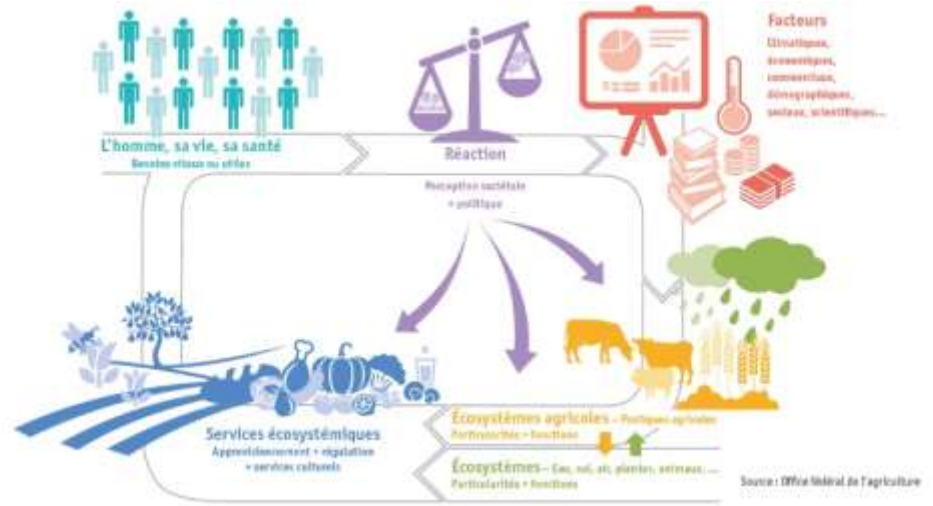 Facteurs
Climatiques,
économiques,
commerciaux,
démographiques,
sociaux, scientifiques...
L'homme, sa vie, sa santé
Besoins vitaux ou utiles
Réaction
Perception sociétale
+ politique
Services écosystémiques
Approvisionnement + régulation
+ services culturels
Écosystèmes agricoles – Pratiques agricoles
Particularités + fonctions
Écosystèmes – Eau, sol, air, plantes, animaux, ...
Particularités + fonctions
Source : Office fédéral de l'agriculture